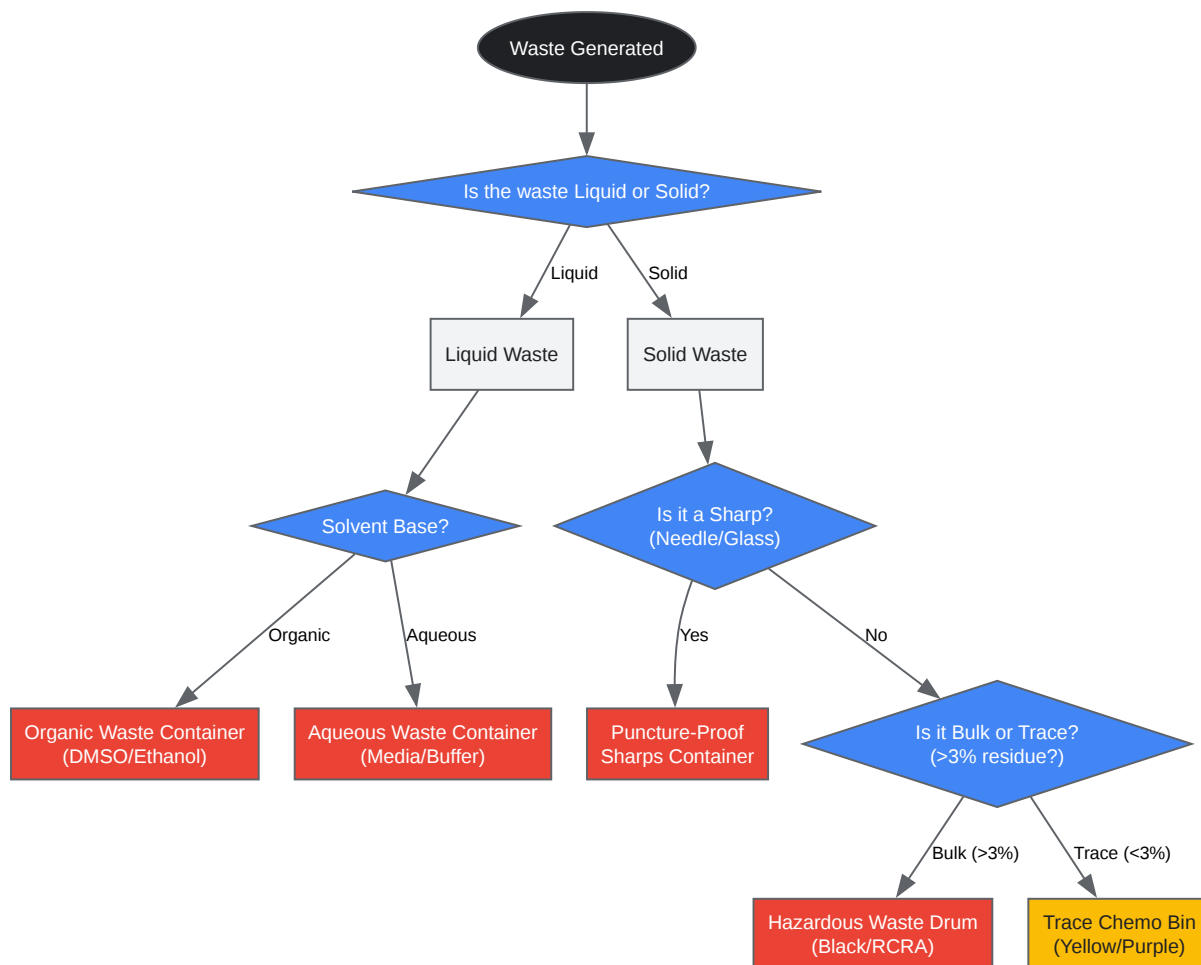 Waste Generated
Is the waste Liquid or Solid?
Liquid
Solid
Liquid Waste
Solid Waste
Solvent Base?
Is it a Sharp?
(Needle/Glass)
Organic
Aqueous
Yes
No
Organic Waste Container
(DMSO/Ethanol)
Aqueous Waste Container
(Media/Buffer)
Puncture-Proof
Sharps Container
Is it Bulk or Trace?
(>3% residue?)
Bulk (>3%)
Trace (<3%)
Hazardous Waste Drum
(Black/RCRA)
Trace Chemo Bin
(Yellow/Purple)